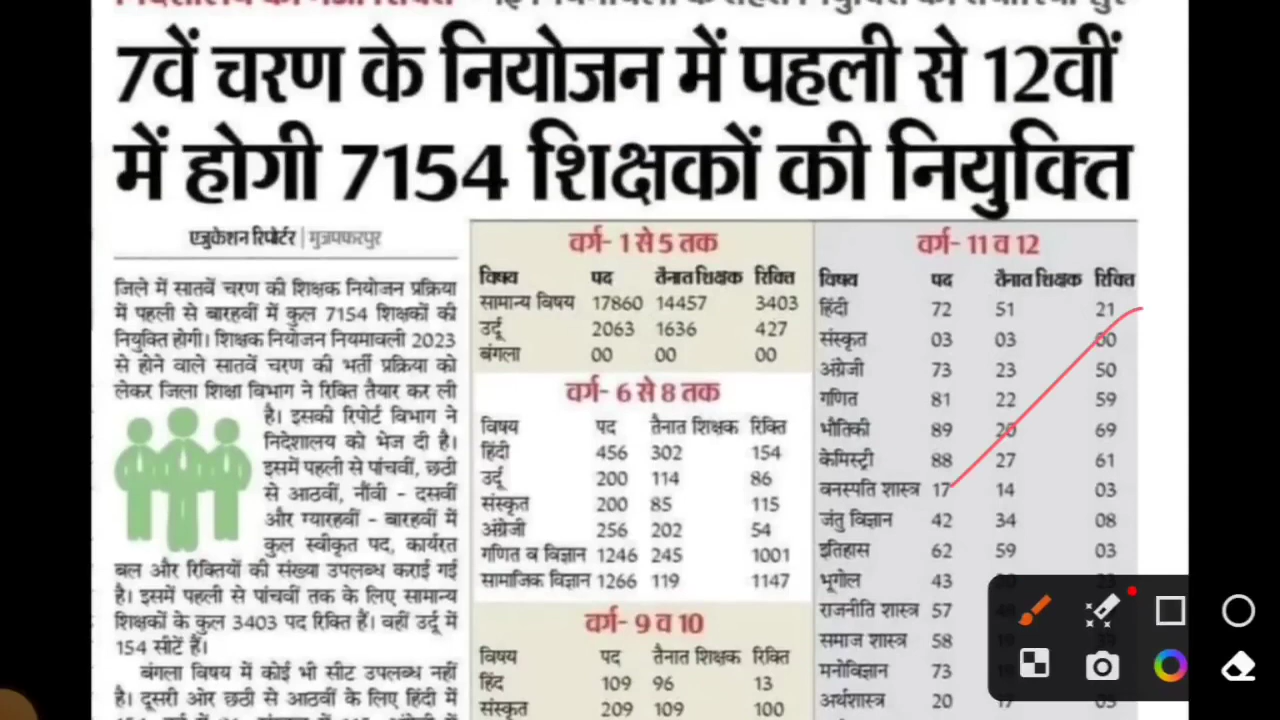 7वें चरण के नियोजन में पहली से 12वीं
में होगी 7154 शिक्षकों की नियुक्ति
एजुकेशन रिपोर्टर | मुजफ्फरपुर
जिले में सातवें चरण की शिक्षक नियोजन प्रक्रिया
में पहली से बारहवीं में कुल 7154 शिक्षकों की
नियुक्ति होगी। शिक्षक नियोजन नियमावली 2023
से होने वाले सातवें चरण की भर्ती प्रक्रिया को
लेकर जिला शिक्षा विभाग ने रिक्ति तैयार कर ली
है। इसकी रिपोर्ट विभाग ने
निदेशालय को भेज दी है।
इसमें पहली से पांचवीं, छठी
से आठवीं, नौंवी - दसवीं
और ग्यारहवीं - बारहवीं में
कुल स्वीकृत पद, कार्यरत
बल और रिक्तियों की संख्या उपलब्ध कराई गई
है। इसमें पहली से पांचवीं तक के लिए सामान्य
शिक्षकों के कुल 3403 पद रिक्ति हैं। वहीं उर्दू में
154 सीटें हैं।
बंगला विषय में कोई भी सीट उपलब्ध नहीं
है। दूसरी ओर छठी से आठवीं के लिए हिंदी में
वर्ग- 1 से 5 तक
विषय पद तैनात शिक्षक रिक्ति
सामान्य विषय 17860 14457 3403
उर्दू 2063 1636 427
बंगला 00 00 00
वर्ग- 6 से 8 तक
विषय पद तैनात शिक्षक रिक्ति
हिंदी 456 302 154
उर्दू 200 114 86
संस्कृत 200 85 115
अंग्रेजी 256 202 54
गणित व विज्ञान 1246 245 1001
सामाजिक विज्ञान 1266 119 1147
वर्ग- 9 व 10
विषय पद तैनात शिक्षक रिक्ति
हिंद 109 96 13
संस्कृत 209 109 100
वर्ग- 11 व 12
विषय पद तैनात शिक्षक रिक्ति
हिंदी 72 51 21
संस्कृत 03 03 00
अंग्रेजी 73 23 50
गणित 81 22 59
भौतिकी 89 20 69
केमिस्ट्री 88 27 61
वनस्पति शास्त्र 17 14 03
जंतु विज्ञान 42 34 08
इतिहास 62 59 03
भूगोल 43
राजनीति शास्त्र 57
समाज शास्त्र 58
मनोविज्ञान 73
अर्थशास्त्र 20